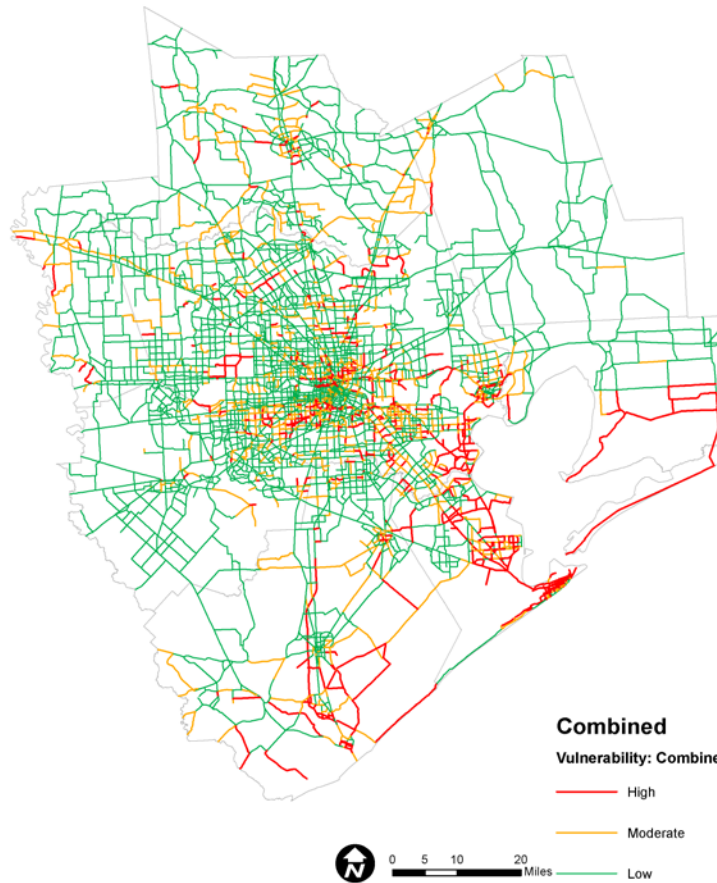 Combined
Vulnerability: Combine
High
Moderate
Low
N
0 5 10 20
Miles